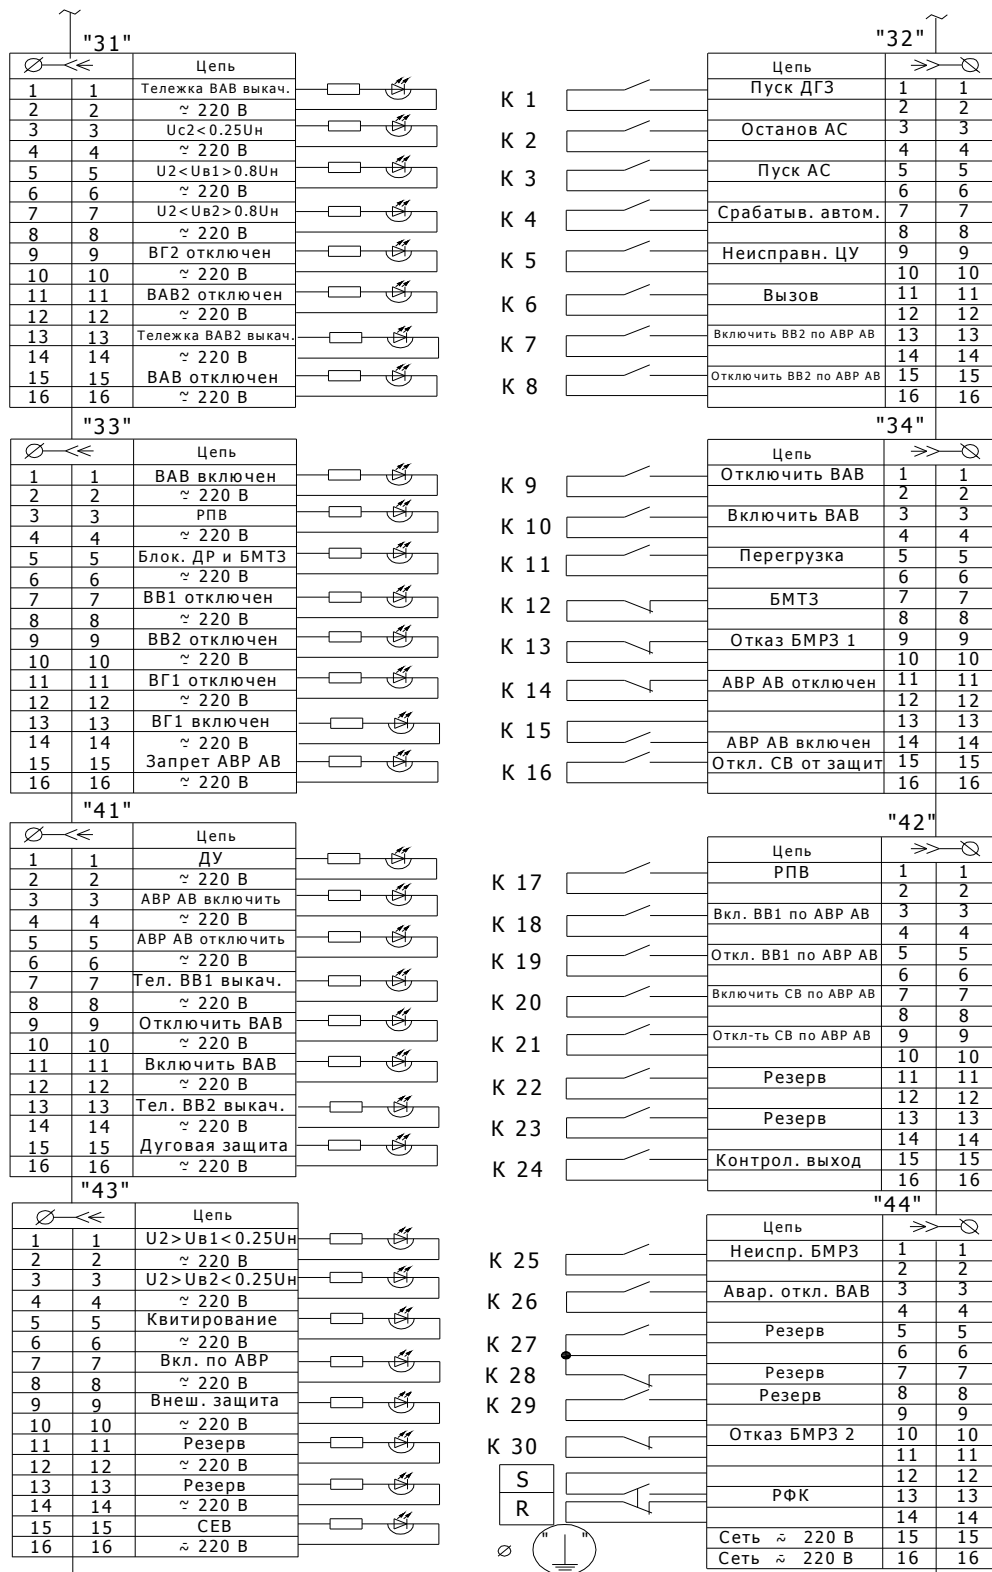 "31"
Цепь
1 1 Тележка ВАВ выкач.
2 2 ~ 220 В
3 3 Uс2<0.25Uн
4 4 ~ 220 В
5 5 U2<Uв1>0.8Uн
6 6 ~ 220 В
7 7 U2<Uв2>0.8Uн
8 8 ~ 220 В
9 9 ВГ2 отключен
10 10 ~ 220 В
11 11 ВАВ2 отключен
12 12 ~ 220 В
13 13 Тележка ВАВ2 выкач.
14 14 ~ 220 В
15 15 ВАВ отключен
16 16 ~ 220 В
"32"
Цепь
К 1 Пуск ДГЗ 1 1
2 2
К 2 Останов АС 3 3
4 4
К 3 Пуск АС 5 5
6 6
К 4 Срабатыв. автом. 7 7
8 8
К 5 Неисправн. ЦУ 9 9
10 10
К 6 Вызов 11 11
12 12
К 7 Включить ВВ2 по АВР АВ 13 13
14 14
К 8 Отключить ВВ2 по АВР АВ 15 15
16 16
"33"
Цепь
1 1 ВАВ включен
2 2 ~ 220 В
3 3 РПВ
4 4 ~ 220 В
5 5 Блок. ДР и БМТЗ
6 6 ~ 220 В
7 7 ВВ1 отключен
8 8 ~ 220 В
9 9 ВВ2 отключен
10 10 ~ 220 В
11 11 ВГ1 отключен
12 12 ~ 220 В
13 13 ВГ1 включен
14 14 ~ 220 В
15 15 Запрет АВР АВ
16 16 ~ 220 В
"34"
Цепь
К 9 Отключить ВАВ 1 1
2 2
К 10 Включить ВАВ 3 3
4 4
К 11 Перегрузка 5 5
6 6
К 12 БМТЗ 7 7
8 8
К 13 Отказ БМРЗ 1 9 9
10 10
К 14 АВР АВ отключен 11 11
12 12
К 15 13 13
АВР АВ включен 14 14
К 16 Откл. СВ от защит 15 15
16 16
"41"
Цепь
1 1 ДУ
2 2 ~ 220 В
3 3 АВР АВ включить
4 4 ~ 220 В
5 5 АВР АВ отключить
6 6 ~ 220 В
7 7 Тел. ВВ1 выкач.
8 8 ~ 220 В
9 9 Отключить ВАВ
10 10 ~ 220 В
11 11 Включить ВАВ
12 12 ~ 220 В
13 13 Тел. ВВ2 выкач.
14 14 ~ 220 В
15 15 Дуговая защита
16 16 ~ 220 В
"42"
Цепь
К 17 РПВ 1 1
2 2
К 18 Вкл. ВВ1 по АВР АВ 3 3
4 4
К 19 Откл. ВВ1 по АВР АВ 5 5
6 6
К 20 Включить СВ по АВР АВ 7 7
8 8
К 21 Откл-ть СВ по АВР АВ 9 9
10 10
К 22 Резерв 11 11
12 12
К 23 Резерв 13 13
14 14
К 24 Контрол. выход 15 15
16 16
"43"
Цепь
1 1 U2>Uв1<0.25Uн
2 2 ~ 220 В
3 3 U2>Uв2<0.25Uн
4 4 ~ 220 В
5 5 Квитирование
6 6 ~ 220 В
7 7 Вкл. по АВР
8 8 ~ 220 В
9 9 Внеш. защита
10 10 ~ 220 В
11 11 Резерв
12 12 ~ 220 В
13 13 Резерв
14 14 ~ 220 В
15 15 СЕВ
16 16 ~ 220 В
"44"
Цепь
К 25 Неиспр. БМРЗ 1 1
2 2
К 26 Авар. откл. ВАВ 3 3
4 4
К 27 Резерв 5 5
6 6
К 28 Резерв 7 7
К 29 Резерв 8 8
9 9
К 30 Отказ БМРЗ 2 10 10
11 11
S 12 12
R РФК 13 13
14 14
Сеть ~ 220 В 15 15
Сеть ~ 220 В 16 16
" "